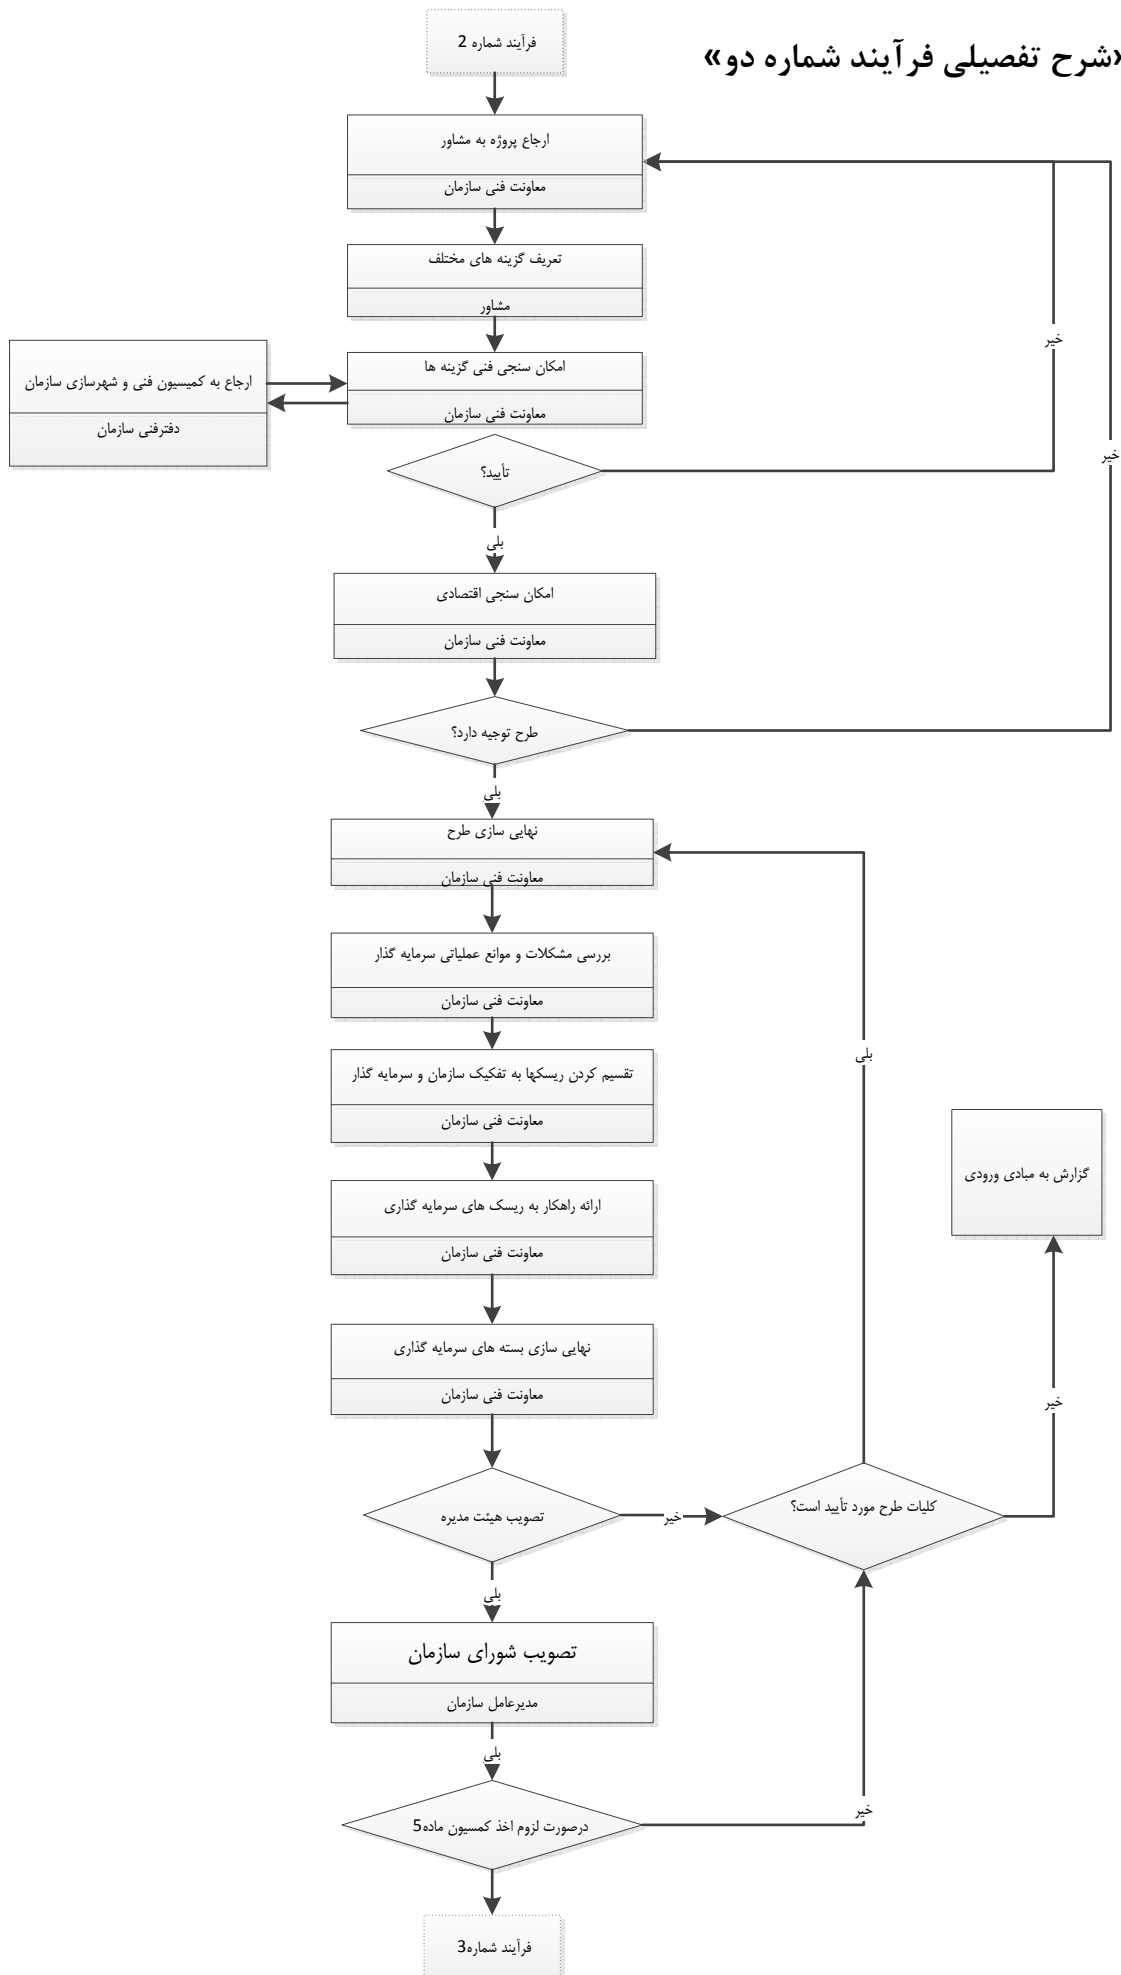 «شرح تفصیلی فرآیند شماره دو»
فرآیند شماره 2
ارجاع پروژه به مشاور
معاونت فنی سازمان
تعریف گزینه های مختلف
مشاور
امکان سنجی فنی گزینه ها
معاونت فنی سازمان
ارجاع به کمیسیون فنی و شهرسازی سازمان
دفترفنی سازمان
تأیید؟
خیر
بلی
امکان سنجی اقتصادی
معاونت فنی سازمان
طرح توجیه دارد؟
خیر
بلی
نهایی سازی طرح
معاونت فنی سازمان
بررسی مشکلات و موانع عملیاتی سرمایه گذار
معاونت فنی سازمان
تقسیم کردن ریسکها به تفکیک سازمان و سرمایه گذار
معاونت فنی سازمان
ارائه راهکار به ریسک های سرمایه گذاری
معاونت فنی سازمان
نهایی سازی بسته های سرمایه گذاری
معاونت فنی سازمان
تصویب هیئت مدیره
خیر
کلیات طرح مورد تأیید است؟
بلی
خیر
گزارش به مبادی ورودی
بلی
تصویب شورای سازمان
مدیرعامل سازمان
بلی
درصورت لزوم اخذ کمسیون ماده5
خیر
فرآیند شماره3